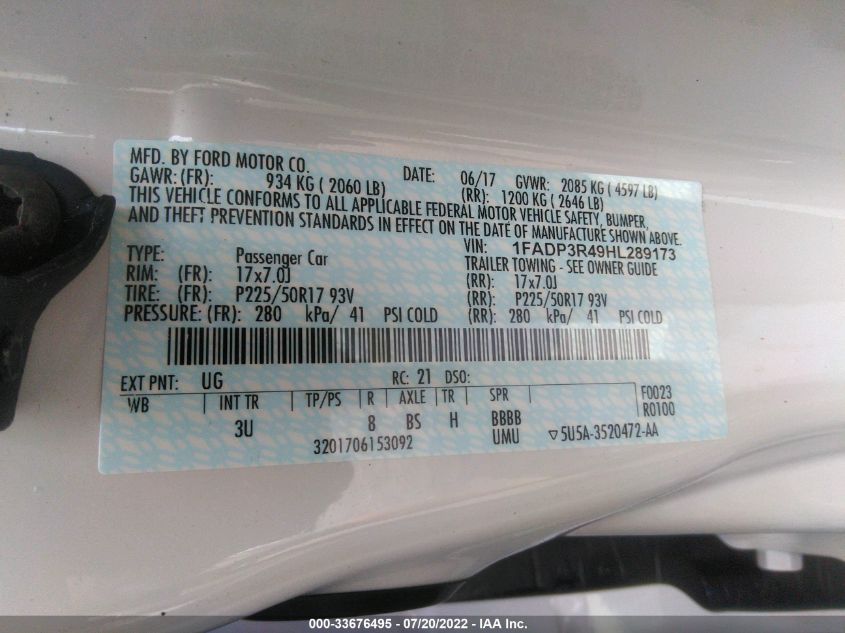 MFD. BY FORD MOTOR CO. DATE: 06/17 GVWR: 2085 KG ( 4597 LB)
GAWR:(FR): 934 KG ( 2060 LB) (RR): 1200 KG ( 2646 LB)
THIS VEHICLE CONFORMS TO ALL APPLICABLE FEDERAL MOTOR VEHICLE SAFETY, BUMPER,
AND THEFT PREVENTION STANDARDS IN EFFECT ON THE DATE OF MANUFACTURE SHOWN ABOVE.
VIN: 1FADP3R49HL289173
TYPE: Passenger Car TRAILER TOWING - SEE OWNER GUIDE
RIM: (FR): 17x7.0J (RR): 17x7.0J
TIRE: (FR): P225/50R17 93V (RR): P225/50R17 93V
PRESSURE: (FR): 280 kPa/ 41 PSI COLD (RR): 280 kPa/ 41 PSI COLD
EXT PNT: UG RC: 21 DSO:
WB INT TR TP/PS R AXLE TR SPR F0023
R0100
3U 8 BS H BBBB
3201706153092 UMU ▽5U5A-3520472-AA
000-33676495 - 07/20/2022 - IAA Inc.